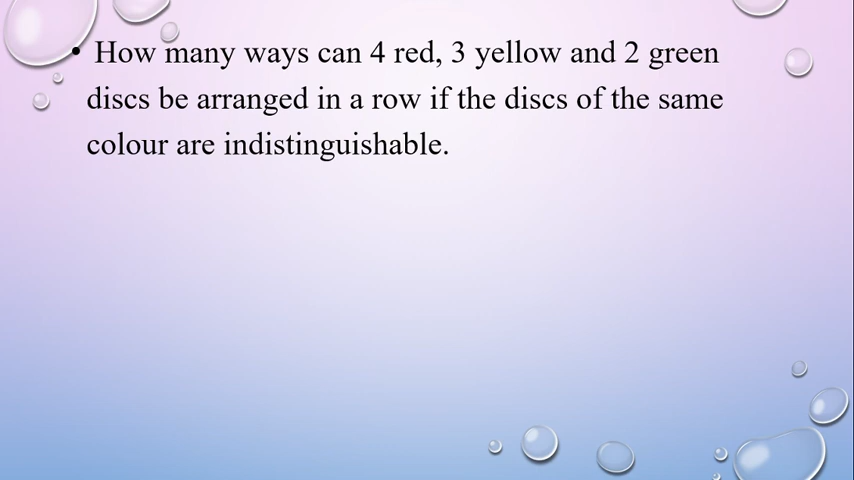 • How many ways can 4 red, 3 yellow and 2 green
discs be arranged in a row if the discs of the same
colour are indistinguishable.